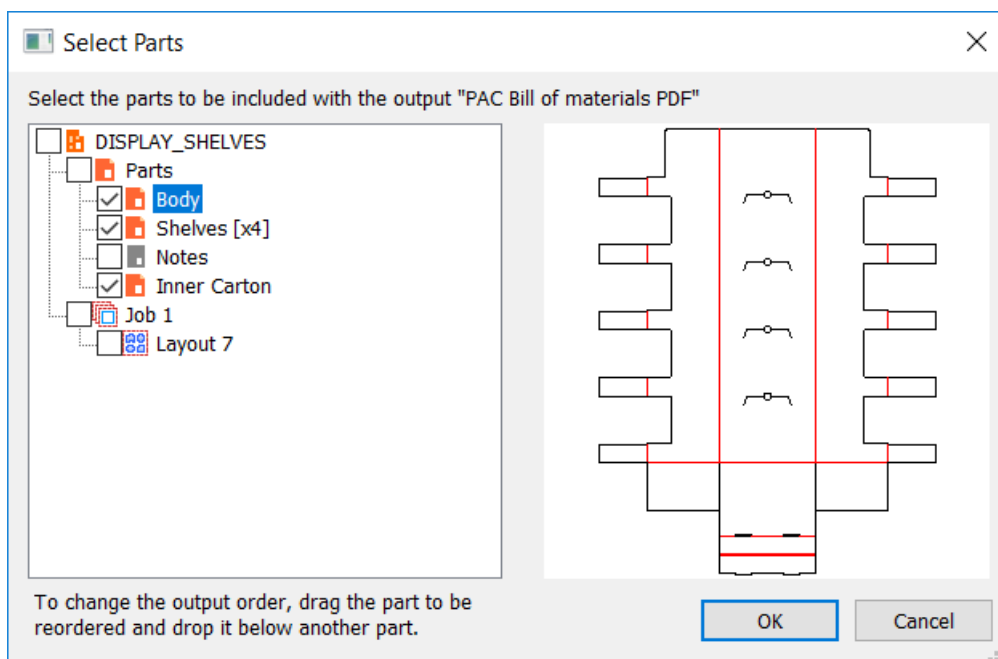 Select Parts
Select the parts to be included with the output "PAC Bill of materials PDF"
DISPLAY_SHELVES
Parts
Body
Shelves [x4]
Notes
Inner Carton
Job 1
Layout 7
To change the output order, drag the part to be
reordered and drop it below another part.
OK
Cancel